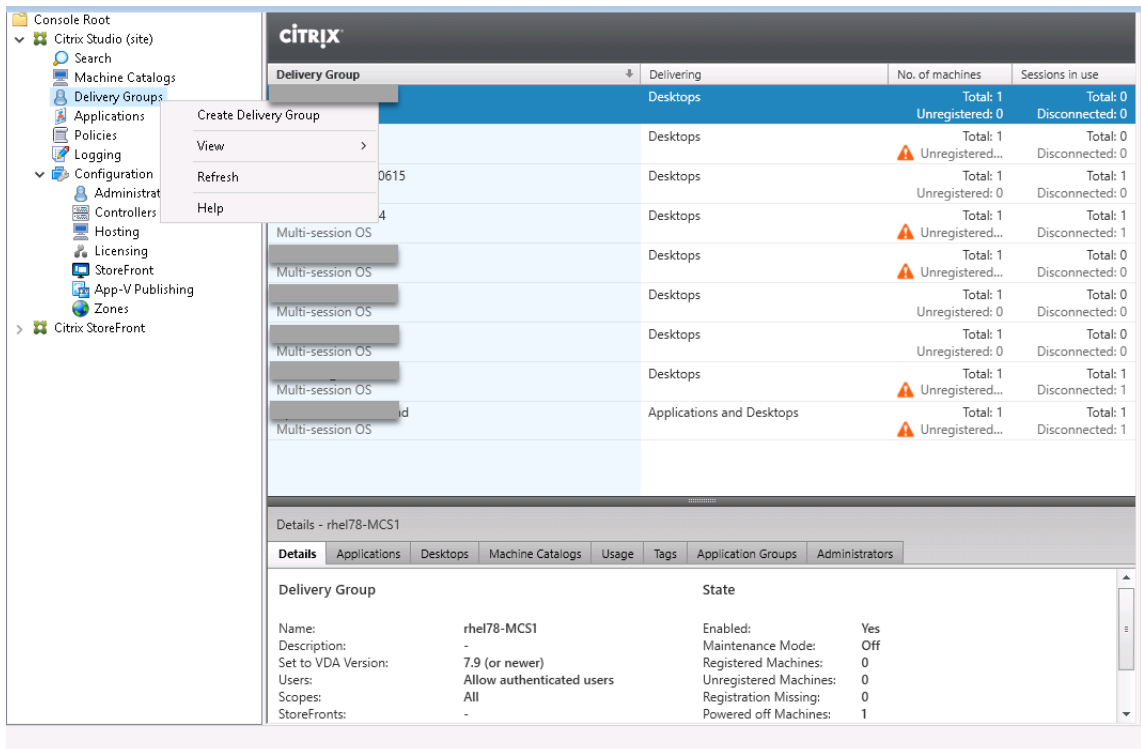 Console Root
Citrix Studio (site)
Search
Machine Catalogs
Delivery Groups
Applications
Policies
Logging
Configuration
Administrat
Controllers
Hosting
Licensing
StoreFront
App-V Publishing
Zones
Citrix StoreFront
Create Delivery Group
View
Refresh
Help
CİTRIX
Delivery Group Delivering No. of machines Sessions in use
Desktops Total: 1 Total: 0
Unregistered: 0 Disconnected: 0
Desktops Total: 1 Total: 0
Unregistered... Disconnected: 0
0615 Desktops Total: 1 Total: 1
Unregistered: 0 Disconnected: 0
4 Desktops Total: 1 Total: 1
Multi-session OS Unregistered... Disconnected: 1
Desktops Total: 1 Total: 0
Multi-session OS Unregistered... Disconnected: 0
Desktops Total: 1 Total: 0
Multi-session OS Unregistered: 0 Disconnected: 0
Desktops Total: 1 Total: 0
Multi-session OS Unregistered: 0 Disconnected: 0
Desktops Total: 1 Total: 1
Multi-session OS Unregistered... Disconnected: 1
nd Applications and Desktops Total: 1 Total: 1
Multi-session OS Unregistered... Disconnected: 1
Details - rhel78-MCS1
Details Applications Desktops Machine Catalogs Usage Tags Application Groups Administrators
Delivery Group State
Name: rhel78-MCS1 Enabled: Yes
Description: - Maintenance Mode: Off
Set to VDA Version: 7.9 (or newer) Registered Machines: 0
Users: Allow authenticated users Unregistered Machines: 0
Scopes: All Registration Missing: 0
StoreFronts: - Powered off Machines: 1